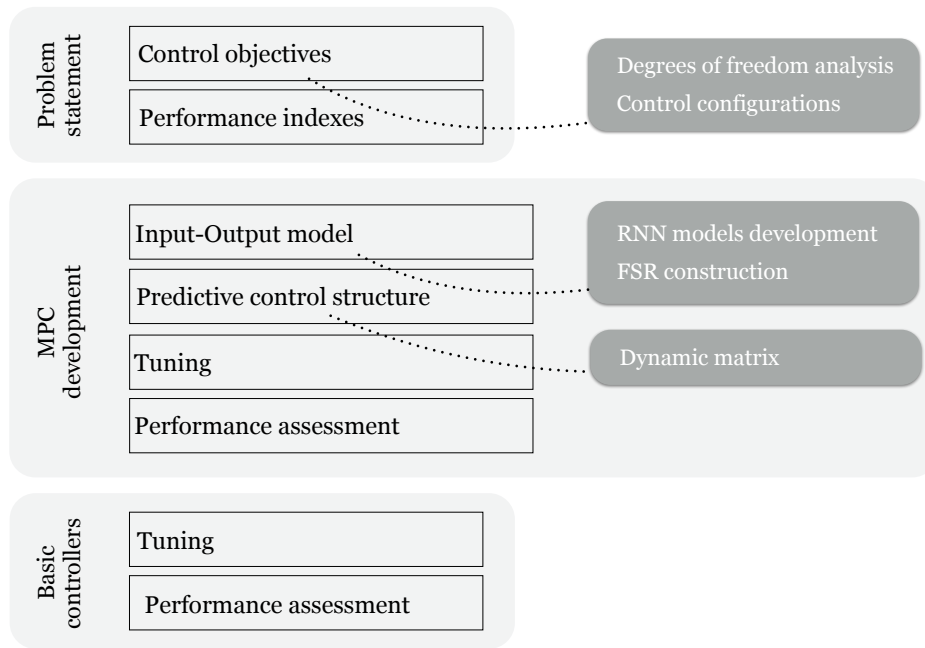 Problem
statement
Control objectives
Performance indexes
Degrees of freedom analysis
Control configurations
MPC
development
Input-Output model
Predictive control structure
Tuning
Performance assessment
RNN models development
FSR construction
Dynamic matrix
Basic
controllers
Tuning
Performance assessment